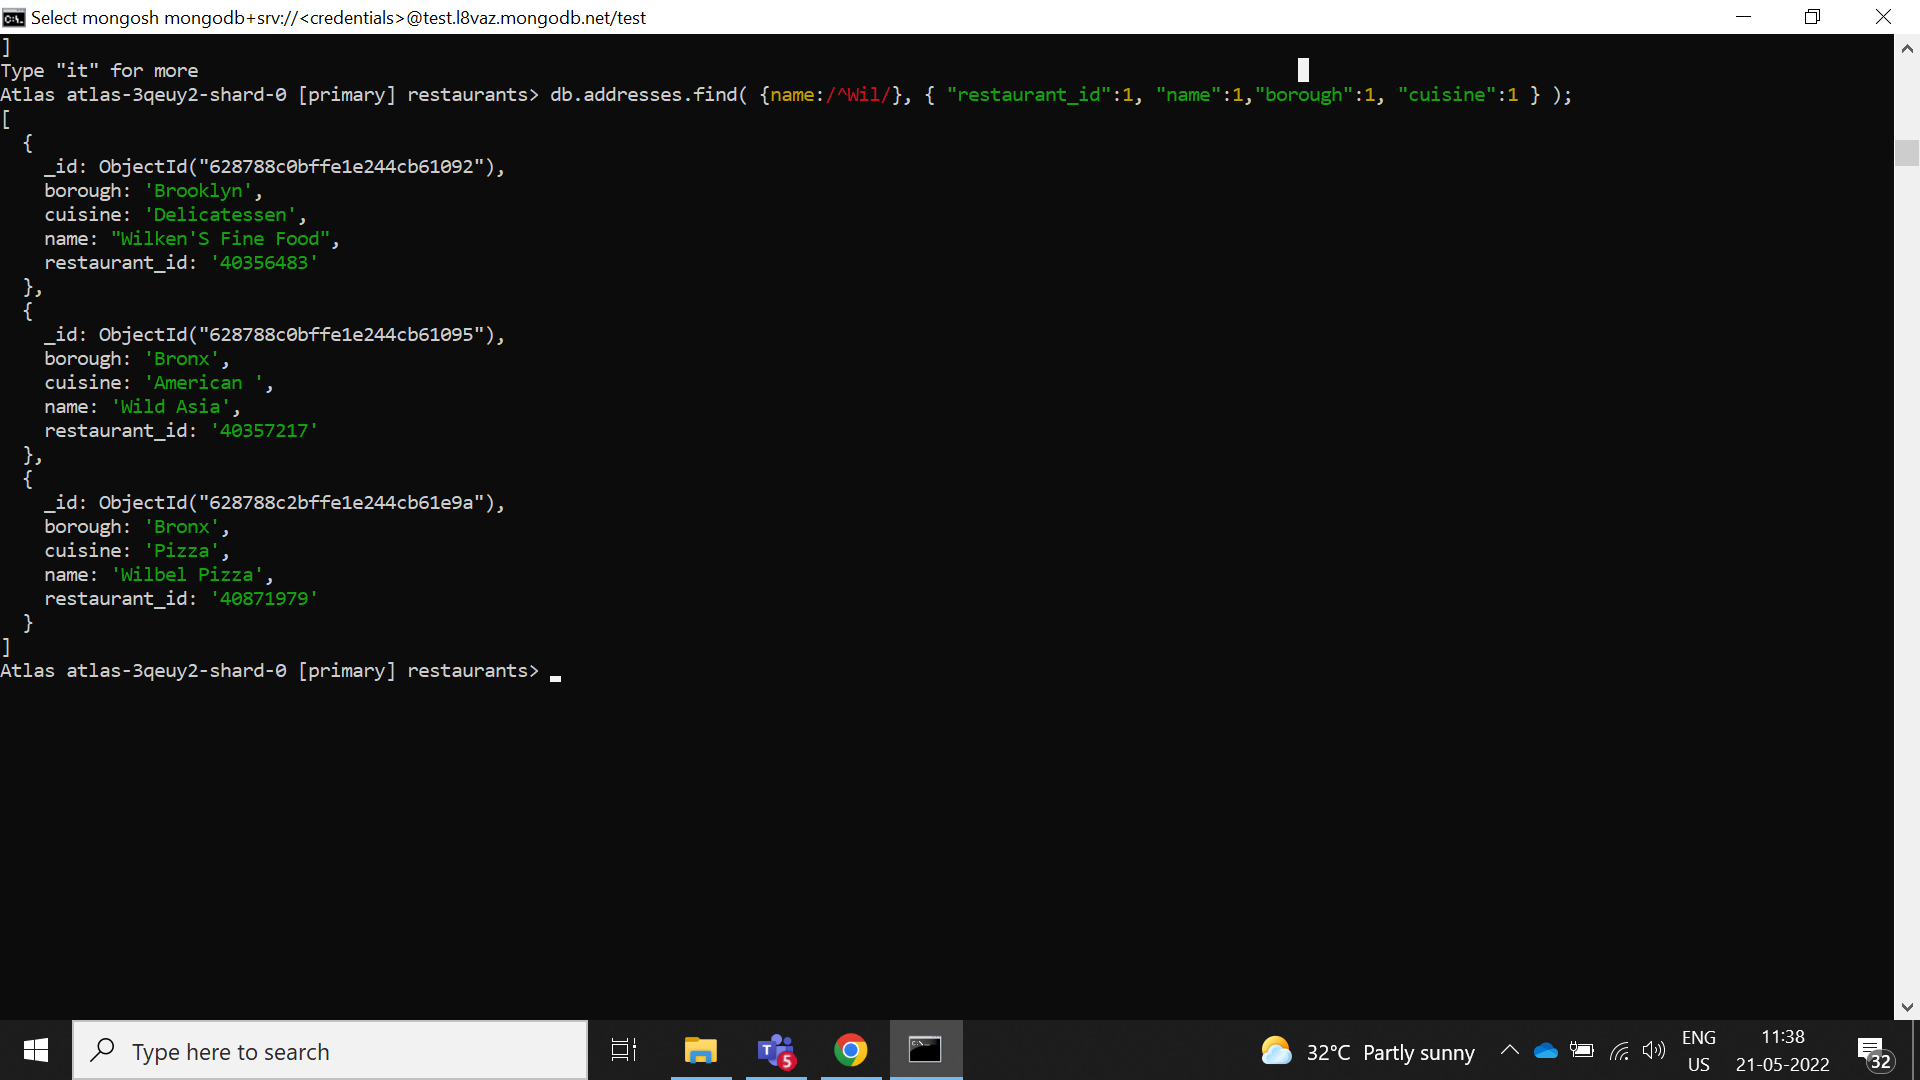 Select mongosh mongodb+srv://<credentials>@test.l8vaz.mongodb.net/test
]
Type "it" for more
Atlas atlas-3qeuy2-shard-0 [primary] restaurants> db.addresses.find( {name:/^Wil/}, { "restaurant_id":1, "name":1,"borough":1, "cuisine":1 } );
[
  {
    _id: ObjectId("628788c0bffe1e244cb61092"),
    borough: 'Brooklyn',
    cuisine: 'Delicatessen',
    name: "Wilken'S Fine Food",
    restaurant_id: '40356483'
  },
  {
    _id: ObjectId("628788c0bffe1e244cb61095"),
    borough: 'Bronx',
    cuisine: 'American ',
    name: 'Wild Asia',
    restaurant_id: '40357217'
  },
  {
    _id: ObjectId("628788c2bffe1e244cb61e9a"),
    borough: 'Bronx',
    cuisine: 'Pizza',
    name: 'Wilbel Pizza',
    restaurant_id: '40871979'
  }
]
Atlas atlas-3qeuy2-shard-0 [primary] restaurants>
Type here to search
5
32°C Partly sunny
ENG
US
11:38
21-05-2022
32